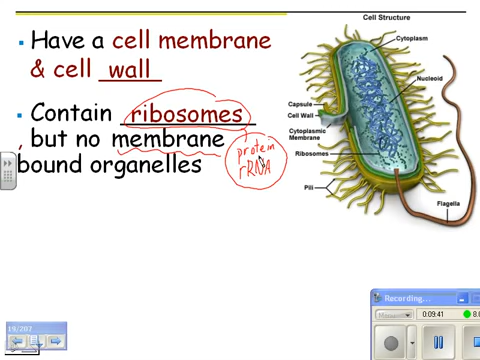 Have a cell membrane
& cell wall
Contain ribosomes
, but no membrane
bound organelles
protein
rRNA
Cell Structure
Cytoplasm
Nucleoid
Capsule
Cell Wall
Cytoplasmic
Membrane
Ribosomes
Pili
Flagella
19/207
Recording...
0:09:41